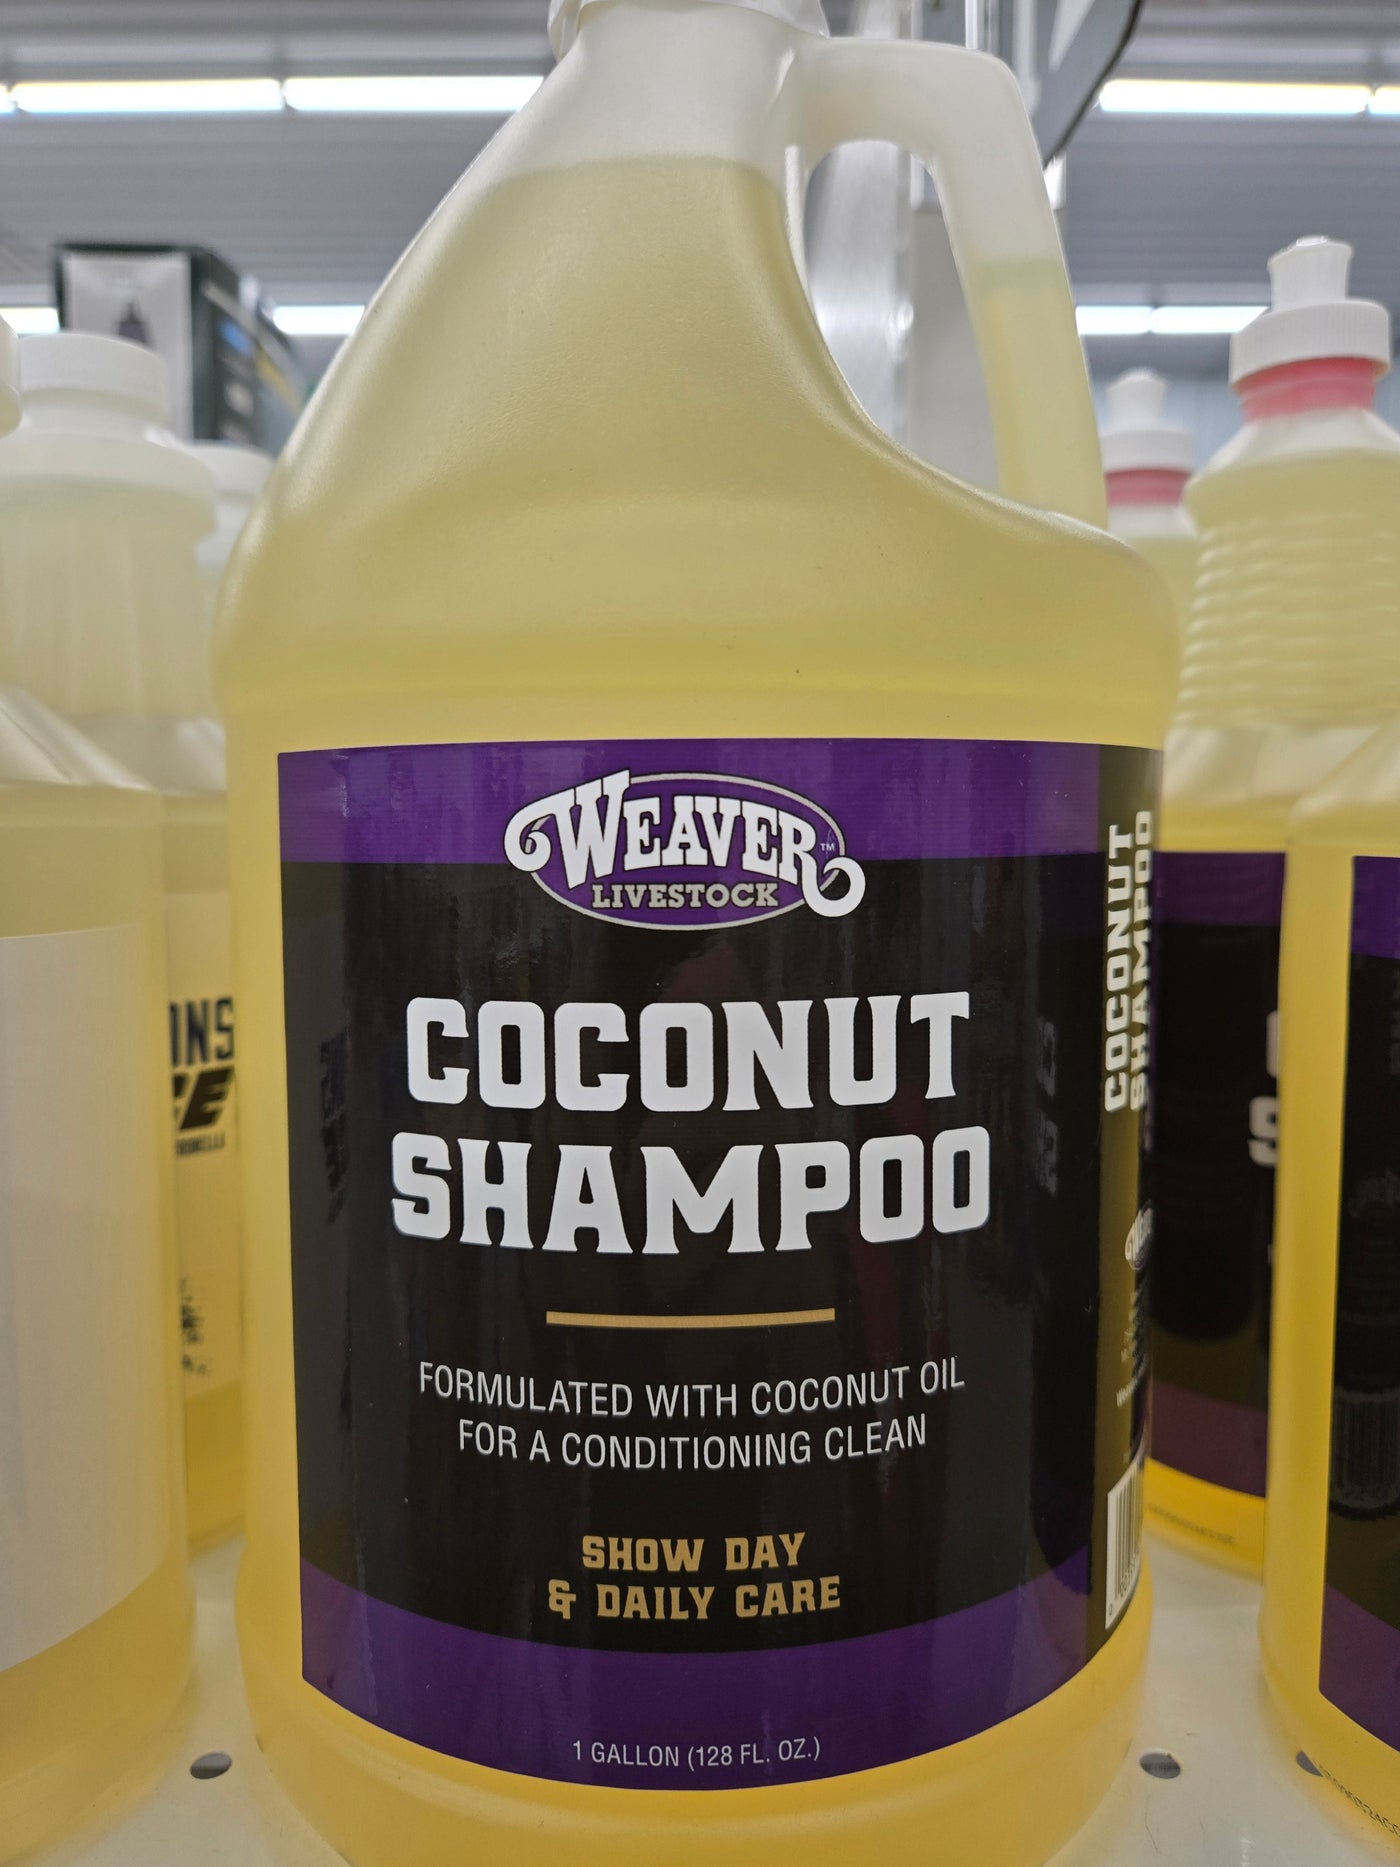 WEAVER™
LIVESTOCK
COCONUT
SHAMPOO
FORMULATED WITH COCONUT OIL
FOR A CONDITIONING CLEAN
SHOW DAY
& DAILY CARE
1 GALLON (128 FL. OZ.)
COCONUT
SHAMPOO